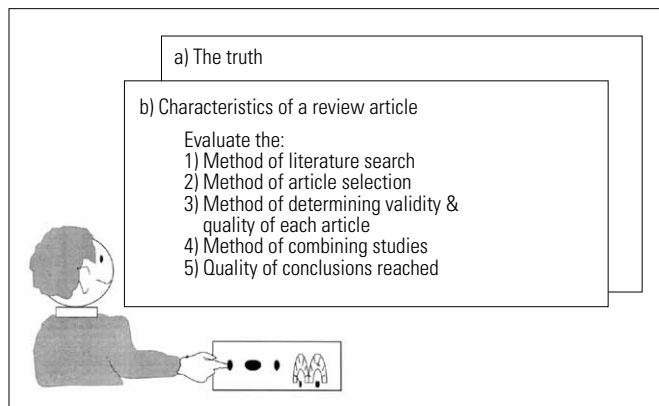 a) The truth
b) Characteristics of a review article
Evaluate the:
1) Method of literature search
2) Method of article selection
3) Method of determining validity &
quality of each article
4) Method of combining studies
5) Quality of conclusions reached